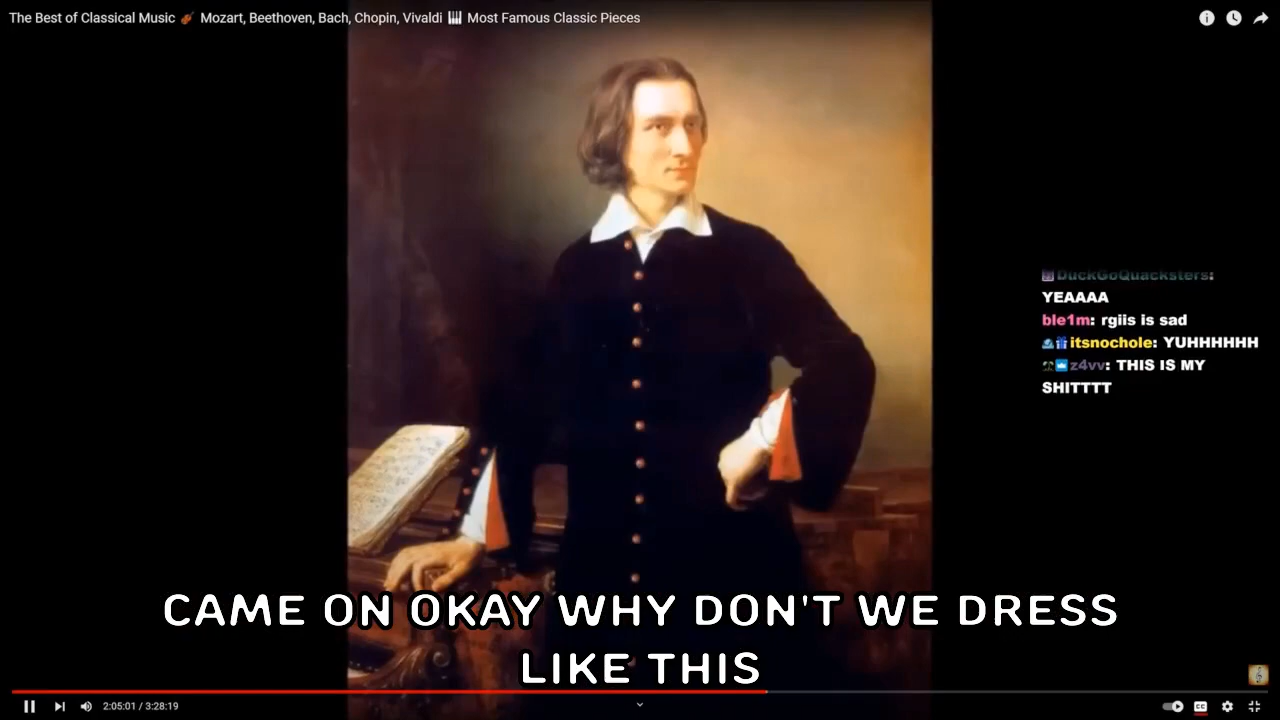 The Best of Classical Music 🎻 Mozart, Beethoven, Bach, Chopin, Vivaldi 🎹 Most Famous Classic Pieces
DuckGoQuacksters:
YEAAAA
ble1m: rgiis is sad
itsnochole: YUHHHHHH
z4vv: THIS IS MY
SHITTTT
CAME ON OKAY WHY DON'T WE DRESS
LIKE THIS
2:05:01 / 3:28:19
CC